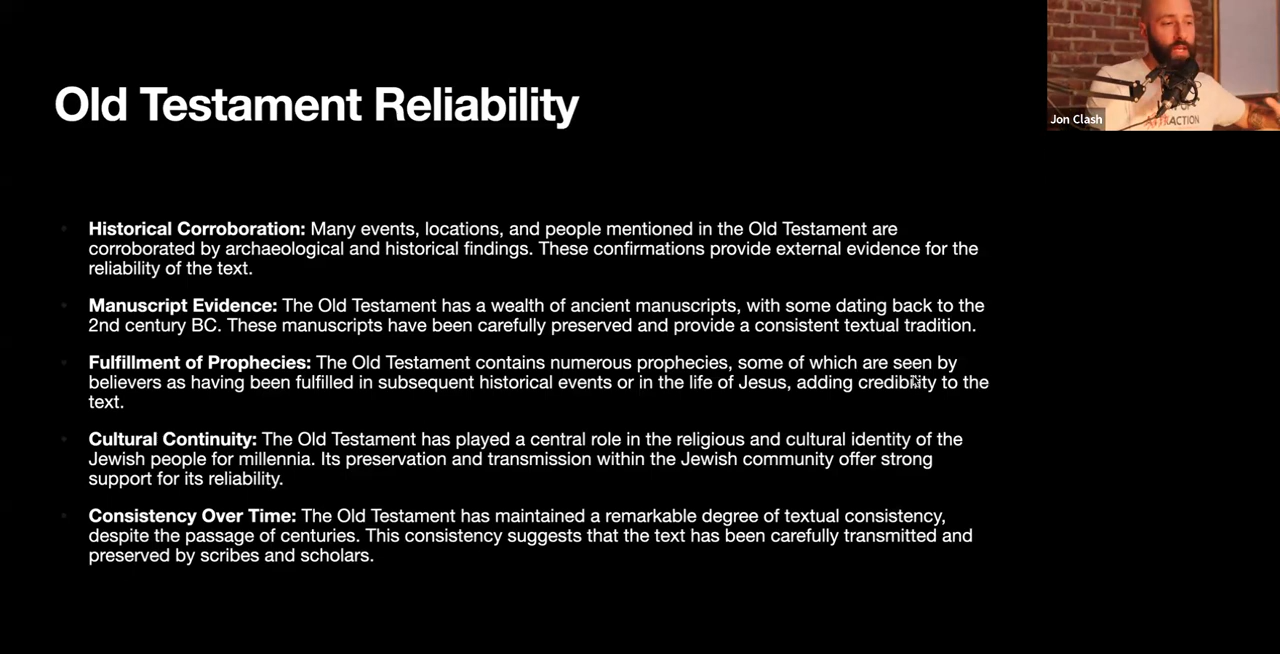 Old Testament Reliability
Jon Clash
ATTRACTION
Historical Corroboration: Many events, locations, and people mentioned in the Old Testament are
corroborated by archaeological and historical findings. These confirmations provide external evidence for the
reliability of the text.
Manuscript Evidence: The Old Testament has a wealth of ancient manuscripts, with some dating back to the
2nd century BC. These manuscripts have been carefully preserved and provide a consistent textual tradition.
Fulfillment of Prophecies: The Old Testament contains numerous prophecies, some of which are seen by
believers as having been fulfilled in subsequent historical events or in the life of Jesus, adding credibility to the
text.
Cultural Continuity: The Old Testament has played a central role in the religious and cultural identity of the
Jewish people for millennia. Its preservation and transmission within the Jewish community offer strong
support for its reliability.
Consistency Over Time: The Old Testament has maintained a remarkable degree of textual consistency,
despite the passage of centuries. This consistency suggests that the text has been carefully transmitted and
preserved by scribes and scholars.